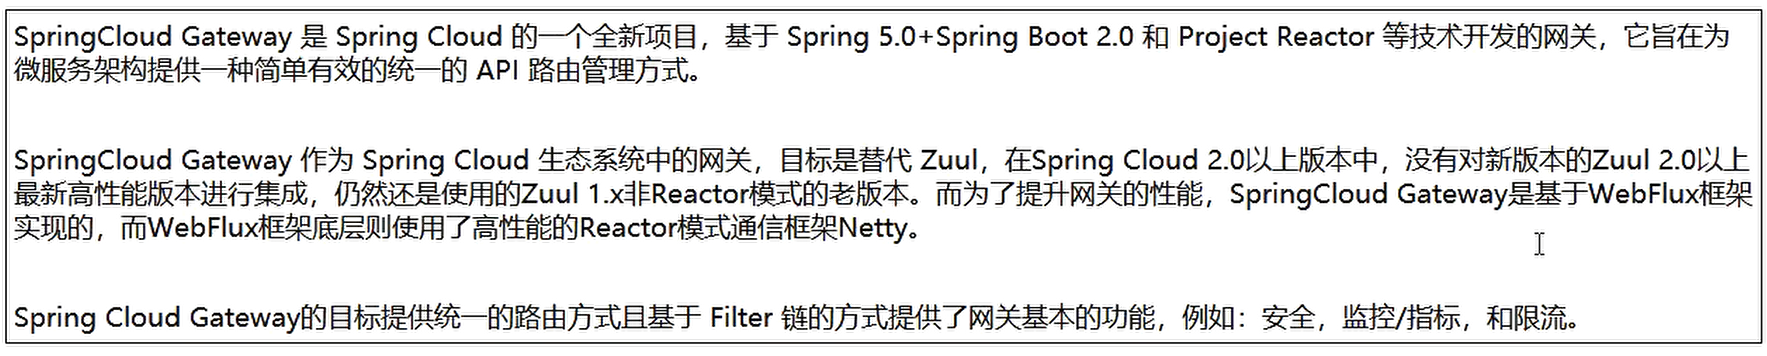 SpringCloud Gateway 是 Spring Cloud 的一个全新项目，基于 Spring 5.0+Spring Boot 2.0 和 Project Reactor 等技术开发的网关，它旨在为
微服务架构提供一种简单有效的统一的 API 路由管理方式。
SpringCloud Gateway 作为 Spring Cloud 生态系统中的网关，目标是替代 Zuul，在Spring Cloud 2.0以上版本中，没有对新版本的Zuul 2.0以上
最新高性能版本进行集成，仍然还是使用的Zuul 1.x非Reactor模式的老版本。而为了提升网关的性能，SpringCloud Gateway是基于WebFlux框架
实现的，而WebFlux框架底层则使用了高性能的Reactor模式通信框架Netty。
Spring Cloud Gateway的目标提供统一的路由方式且基于 Filter 链的方式提供了网关基本的功能，例如：安全，监控/指标，和限流。